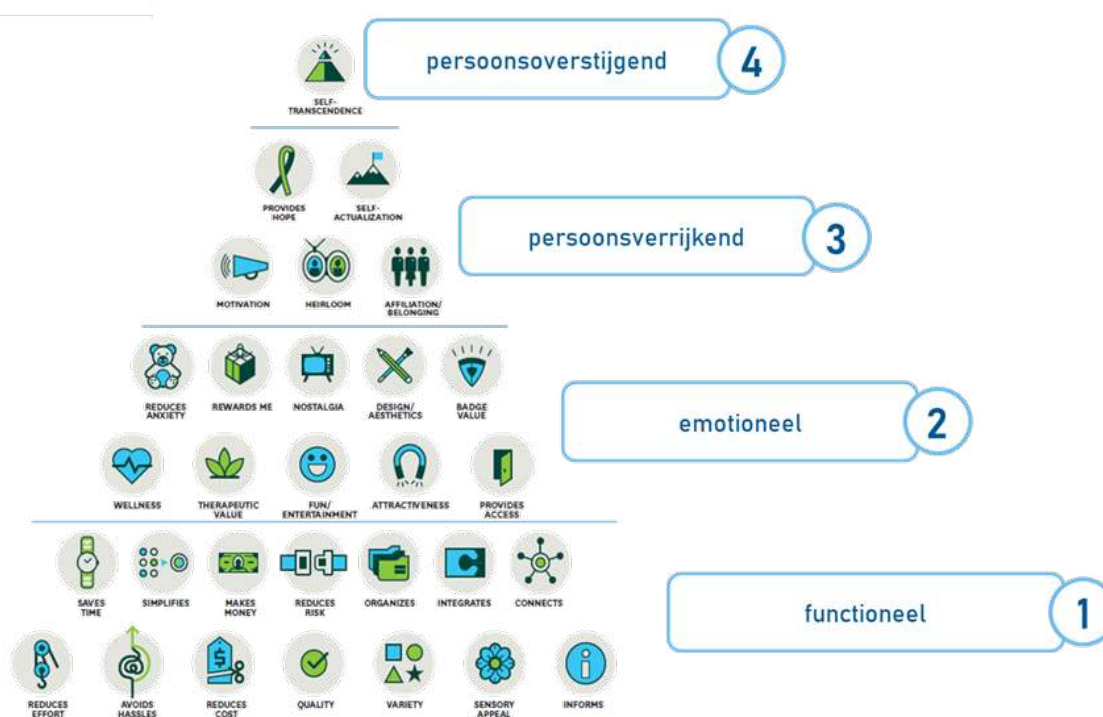 persoonsoverstijgend
4
SELF-
TRANSCENDENCE
PROVIDES
HOPE
SELF-
ACTUALIZATION
persoonsverrijkend
3
MOTIVATION
HEIRLOOM
AFFILIATION/
BELONGING
REDUCES
ANXIETY
REWARDS ME
NOSTALGIA
DESIGN/
AESTHETICS
BADGE
VALUE
emotioneel
2
WELLNESS
THERAPEUTIC
VALUE
FUN/
ENTERTAINMENT
ATTRACTIVENESS
PROVIDES
ACCESS
SAVES
TIME
SIMPLIFIES
MAKES
MONEY
REDUCES
RISK
ORGANIZES
INTEGRATES
CONNECTS
functioneel
1
REDUCES
EFFORT
AVOIDS
HASSLES
$
REDUCES
COST
QUALITY
VARIETY
SENSORY
APPEAL
i
INFORMS